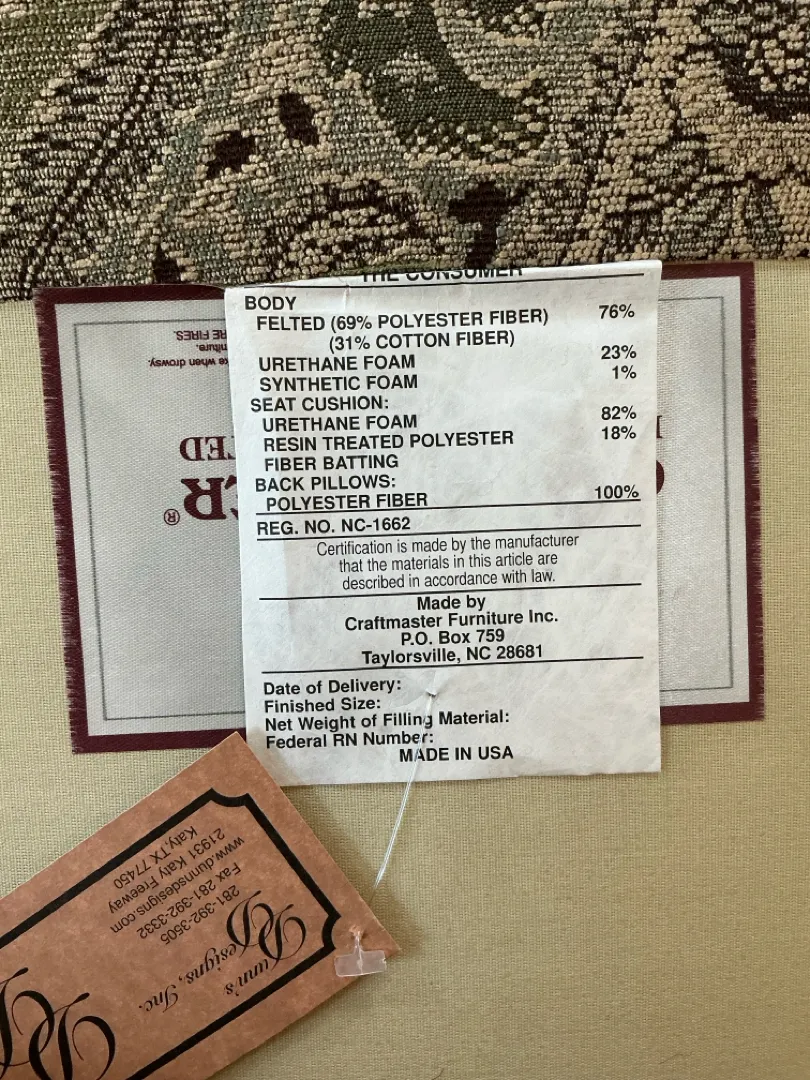 THE CONSUMER
BODY
FELTED (69% POLYESTER FIBER) 76%
(31% COTTON FIBER)
URETHANE FOAM 23%
SYNTHETIC FOAM 1%
SEAT CUSHION:
URETHANE FOAM 82%
RESIN TREATED POLYESTER 18%
FIBER BATTING
BACK PILLOWS:
POLYESTER FIBER 100%
REG. NO. NC-1662
Certification is made by the manufacturer
that the materials in this article are
described in accordance with law.
Made by
Craftmaster Furniture Inc.
P.O. Box 759
Taylorsville, NC 28681
Date of Delivery:
Finished Size:
Net Weight of Filling Material:
Federal RN Number:
MADE IN USA
when drowsy.
FIRES.
Dunn's
Designs, Inc.
281-392-3505
Fax 281-392-3332
www.dunnsdesigns.com
21931 Katy Freeway
Katy, TX 77450